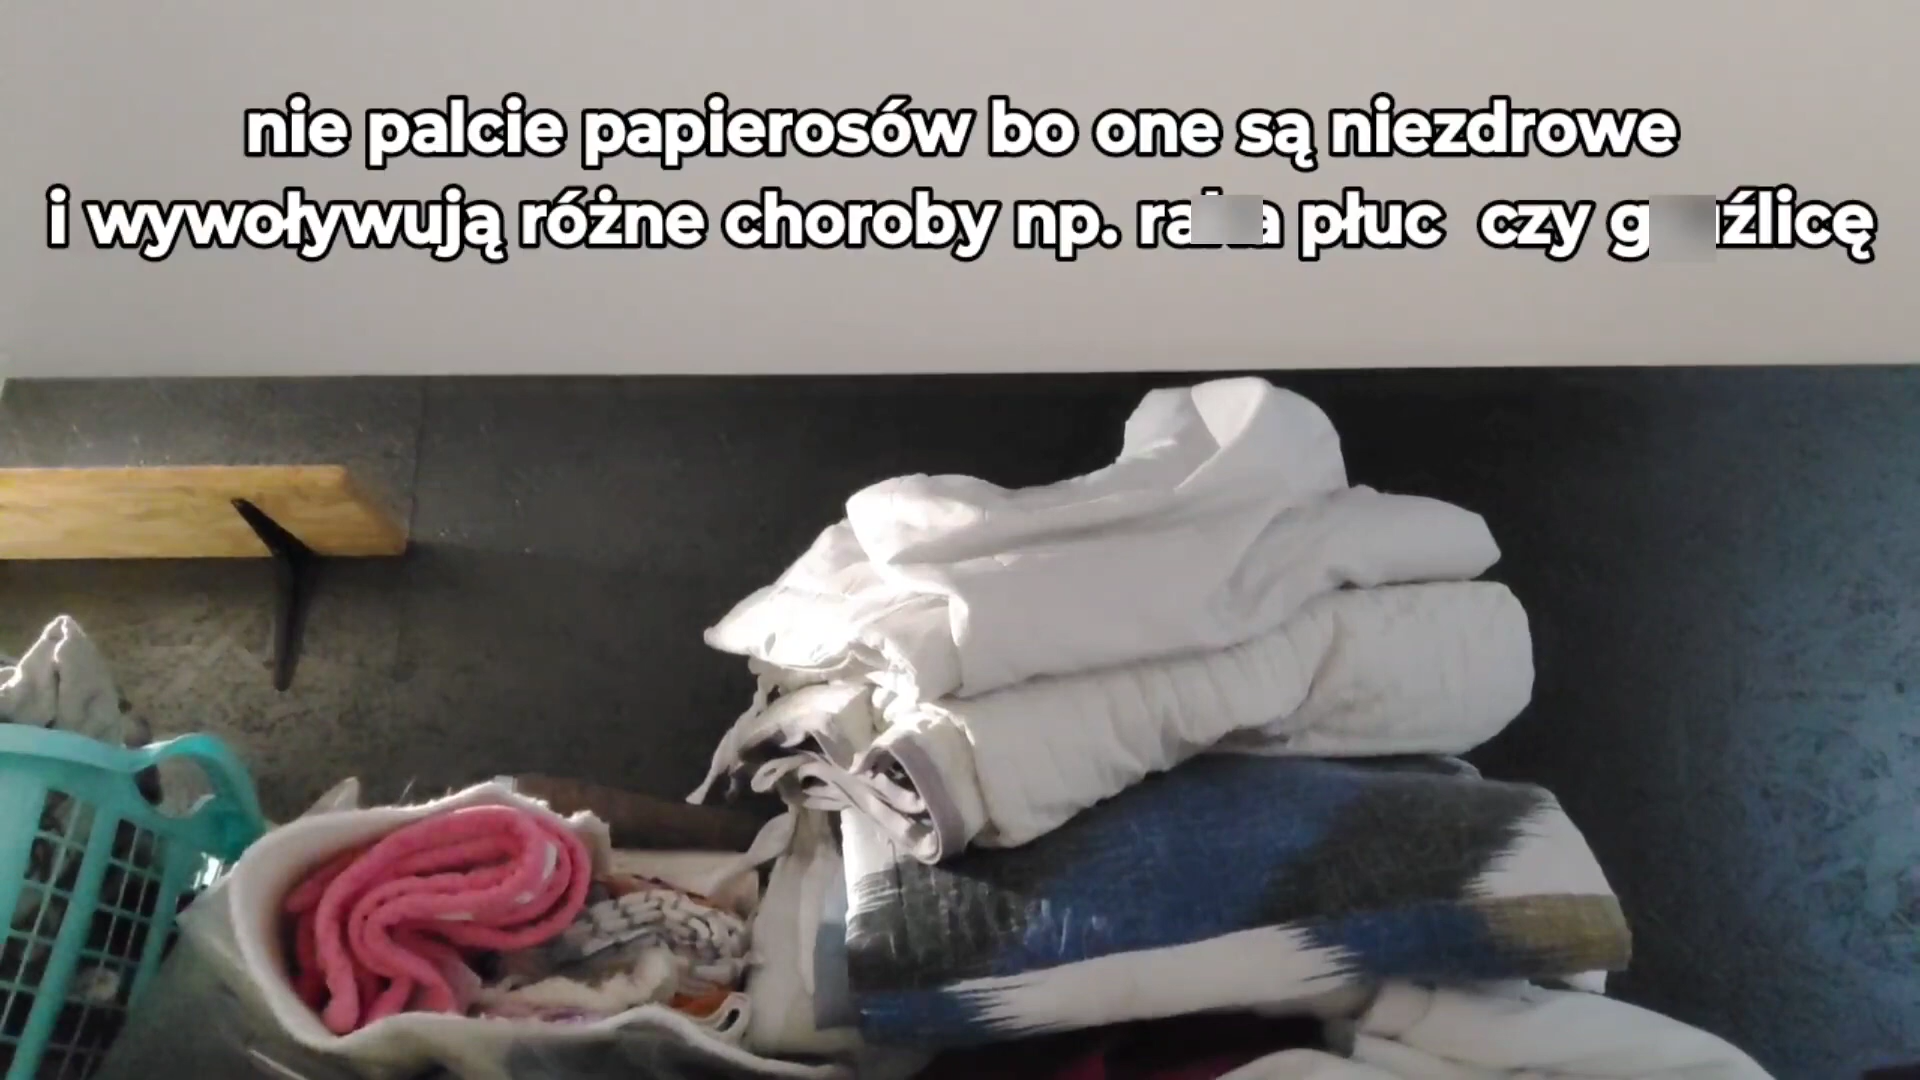 nie palcie papierosów bo one są niezdrowe
i wywoływują różne choroby np. płuc czy